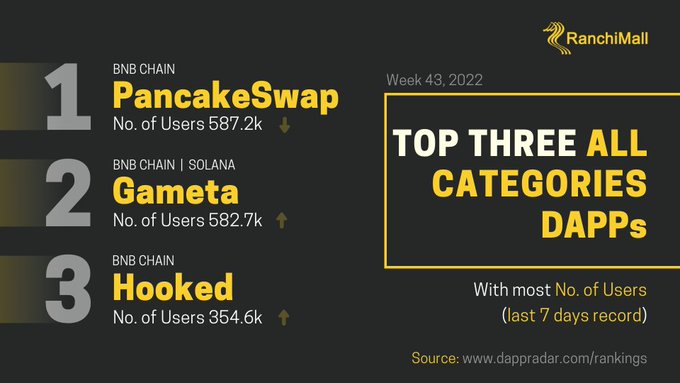 RanchiMall
1
BNB CHAIN
PancakeSwap
No. of Users 587.2k
2
BNB CHAIN | SOLANA
Gameta
No. of Users 582.7k
3
BNB CHAIN
Hooked
No. of Users 354.6k
Week 43, 2022
TOP THREE ALL
CATEGORIES
DAPPs
With most No. of Users
(last 7 days record)
Source: www.dappradar.com/rankings